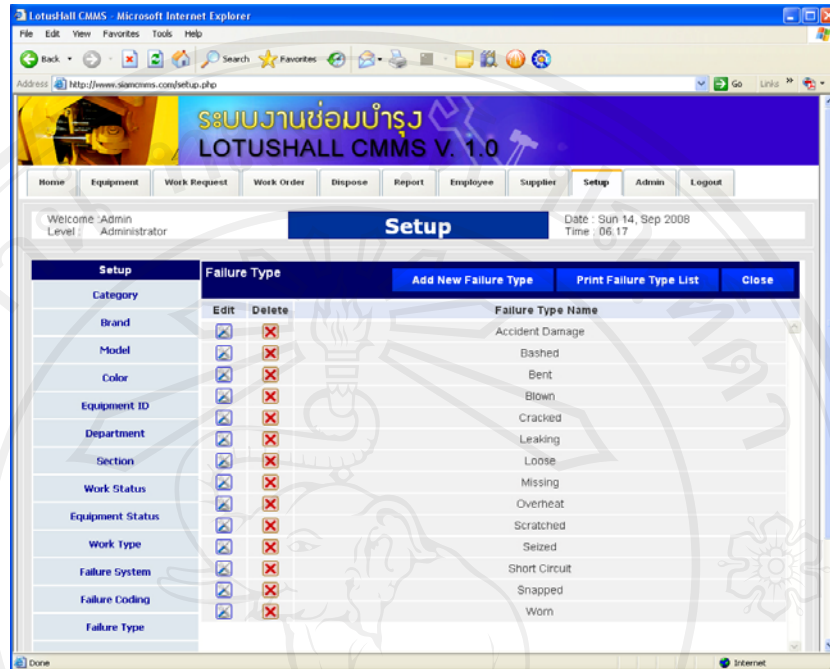 LotusHall CMMS - Microsoft Internet Explorer
File Edit View Favorites Tools Help
Back Search Favorites
Address http://www.siamcmms.com/setup.php Go Links
ระบบงานซ่อมบำรุง
LOTUSHALL CMMS V. 1.0
Home Equipment Work Request Work Order Dispose Report Employee Supplier Setup Admin Logout
Welcome :Admin
Level : Administrator
Setup
Date : Sun 14, Sep 2008
Time : 06:17
Setup
Category
Brand
Model
Color
Equipment ID
Department
Section
Work Status
Equipment Status
Work Type
Failure System
Failure Coding
Failure Type
Failure Type Add New Failure Type Print Failure Type List Close
Edit Delete Failure Type Name
Accident Damage
Bashed
Bent
Blown
Cracked
Leaking
Loose
Missing
Overheat
Scratched
Seized
Short Circuit
Snapped
Worn
Done Internet